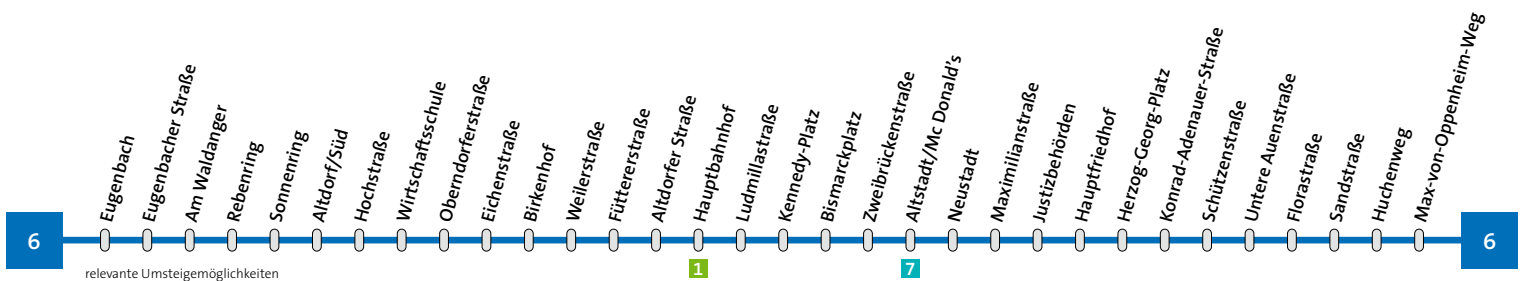 Eugenbach
Eugenbacher Straße
Am Waldanger
Rebenring
Sonnenring
Altdorf/Süd
Hochstraße
Wirtschaftsschule
Oberndorferstraße
Eichenstraße
Birkenhof
Weilerstraße
Füttererstraße
Altdorfer Straße
Hauptbahnhof
Ludmillastraße
Kennedy-Platz
Bismarckplatz
Zweibrückenstraße
Altstadt/Mc Donald's
Neustadt
Maximilianstraße
Justizbehörden
Hauptfriedhof
Herzog-Georg-Platz
Konrad-Adenauer-Straße
Schützenstraße
Untere Auenstraße
Florastraße
Sandstraße
Huchenweg
Max-von-Oppenheim-Weg
6
6
relevante Umsteigemöglichkeiten
1
7